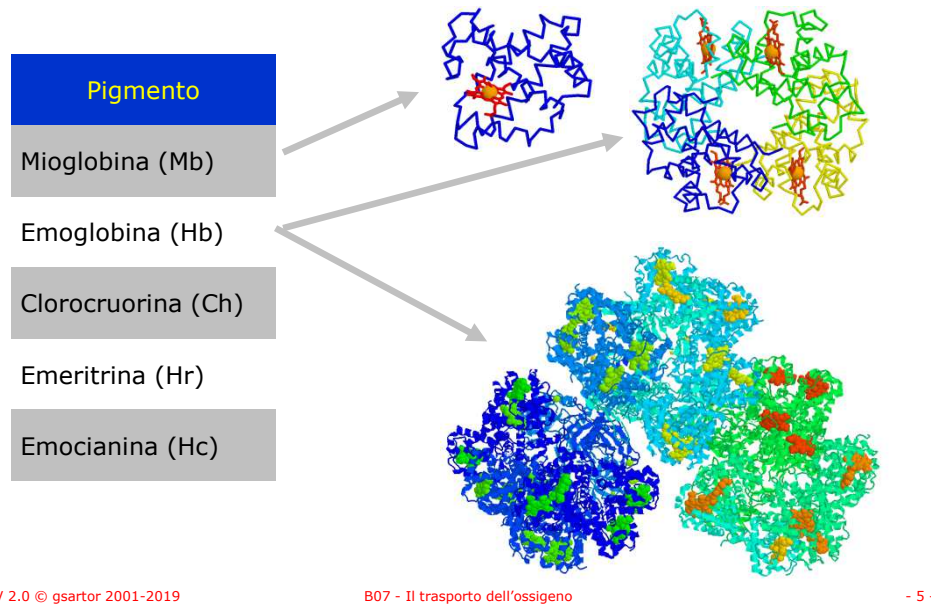 Pigmento
Mioglobina (Mb)
Emoglobina (Hb)
Clorocruorina (Ch)
Emeritrina (Hr)
Emocianina (Hc)
V 2.0 © gsartor 2001-2019
B07 - Il trasporto dell'ossigeno
- 5 -